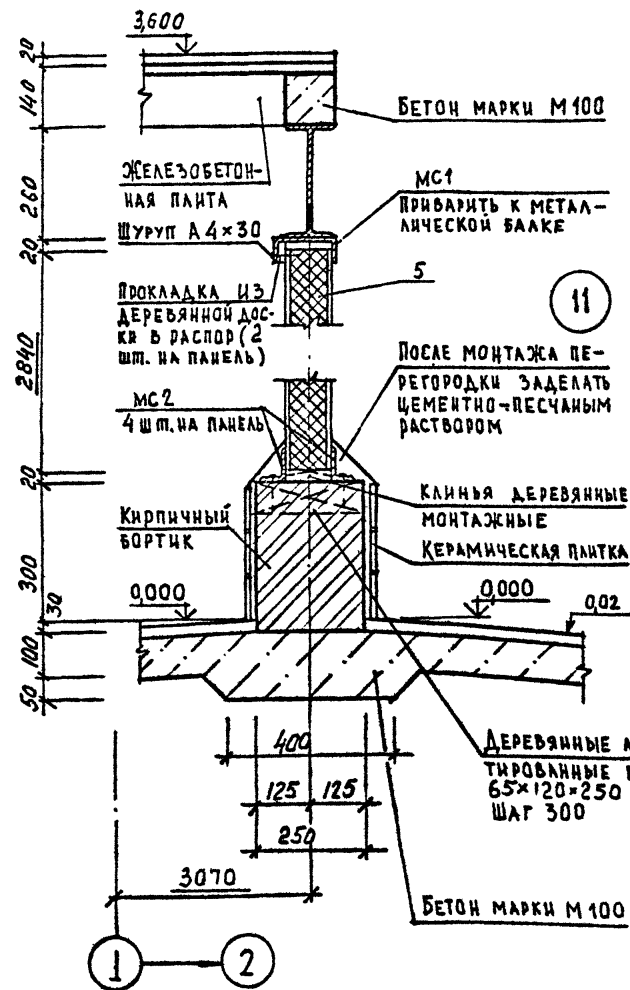 3,600
20
140
260
20
2840
20
300
30
100
50
БЕТОН МАРКИ М100
ЖЕЛЕЗОБЕТОН-
НАЯ ПЛИТА
ШУРУП А4×30
МС1
ПРИВАРИТЬ К МЕТАЛ-
ЛИЧЕСКОЙ БАЛКЕ
5
11
ПРОКЛАДКА ИЗ
ДЕРЕВЯННОЙ ДОС-
КИ В РАСПОР (2
ШТ. НА ПАНЕЛЬ)
МС2
4 ШТ. НА ПАНЕЛЬ
ПОСЛЕ МОНТАЖА ПЕ-
РЕГОРОДКИ ЗАДЕЛАТЬ
ЦЕМЕНТНО-ПЕСЧАНЫМ
РАСТВОРОМ
КИРПИЧНЫЙ
БОРТИК
КЛИНЬЯ ДЕРЕВЯННЫЕ
МОНТАЖНЫЕ
КЕРАМИЧЕСКАЯ ПЛИТКА
0,000
0,000
0,02
400
125
125
250
3070
ДЕРЕВЯННЫЕ
ТИРОВАННЫЕ
65×120×250
ШАГ 300
БЕТОН МАРКИ М100
1
2